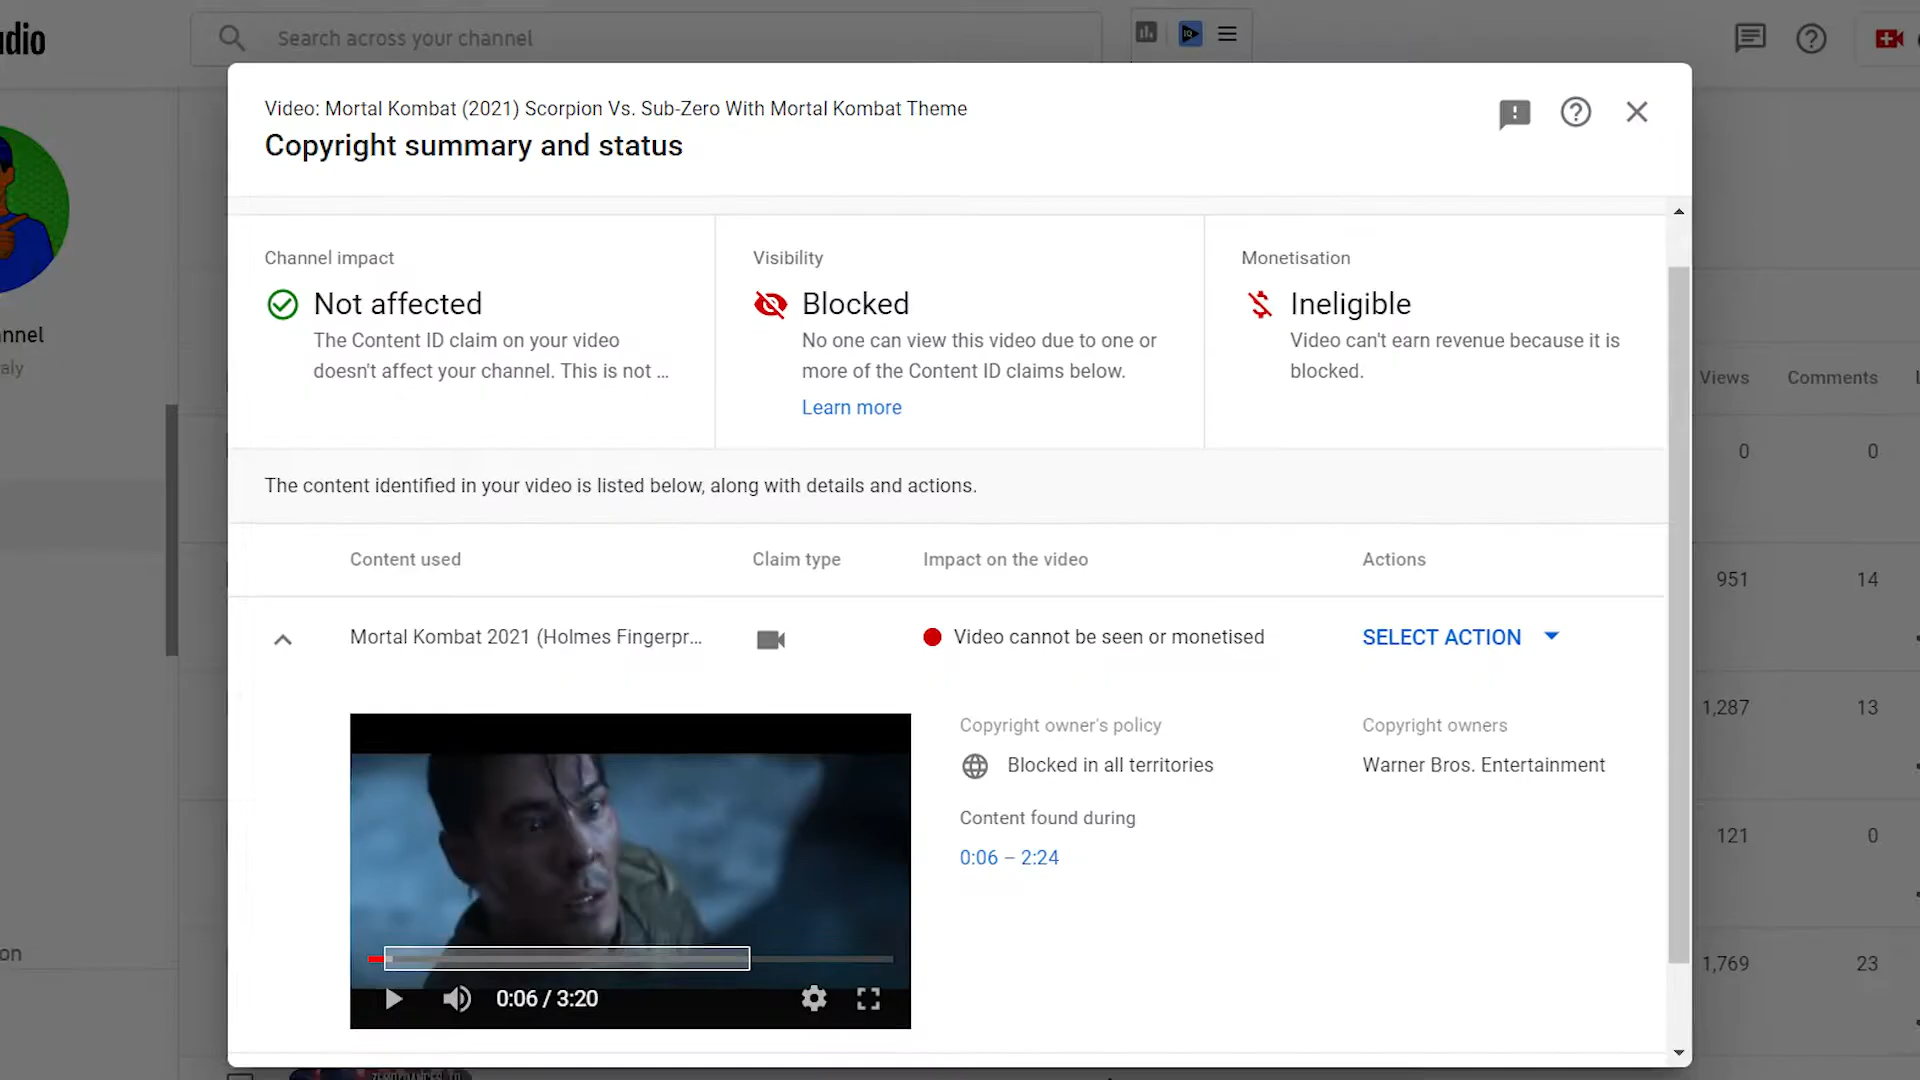 udio
Search across your channel
Video: Mortal Kombat (2021) Scorpion Vs. Sub-Zero With Mortal Kombat Theme
Copyright summary and status
Channel impact
Not affected
The Content ID claim on your video
doesn't affect your channel. This is not ...
Visibility
Blocked
No one can view this video due to one or
more of the Content ID claims below.
Learn more
Monetisation
Ineligible
Video can't earn revenue because it is
blocked.
The content identified in your video is listed below, along with details and actions.
Content used
Claim type
Impact on the video
Actions
Mortal Kombat 2021 (Holmes Fingerpr...
Video cannot be seen or monetised
SELECT ACTION
Copyright owner's policy
Blocked in all territories
Content found during
0:06 – 2:24
Copyright owners
Warner Bros. Entertainment
0:06 / 3:20
nnel
aly
on
Views
Comments
0
0
951
14
1,287
13
121
0
1,769
23